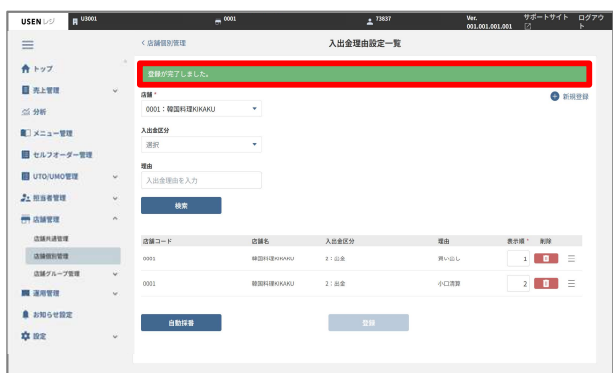 USEN レジ U3001 0001 73837 Ver. 001.001.001.001 サポートサイト ログアウト
< 店舗個別管理 入出金理由設定一覧
トップ
登録が完了しました。
売上管理
店舗 *
新規登録
0001：韓国料理KIKAKU
分析
入出金区分
メニュー管理
選択
セルフオーダー管理
理由
UTO/UMO管理
入出金理由を入力
担当者管理
検索
店舗管理
店舗共通管理
店舗コード 店舗名 入出金区分 理由 表示順 * 削除
店舗個別管理
0001 韓国料理KIKAKU 2：出金 買い出し 1
店舗グループ管理
0001 韓国料理KIKAKU 2：出金 小口清算 2
運用管理
お知らせ設定
自動採番 登録
設定